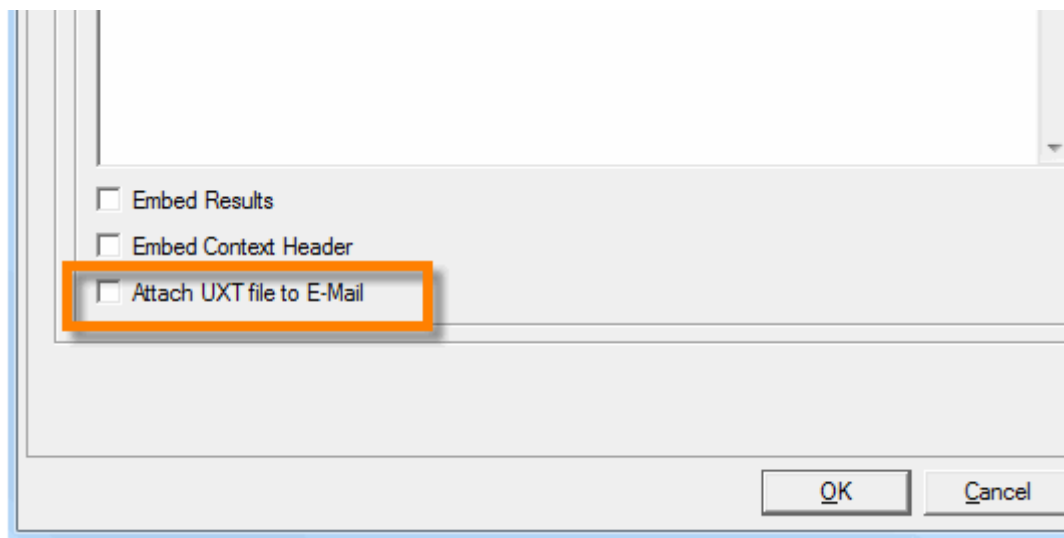 Embed Results
Embed Context Header
Attach UXT file to E-Mail
OK Cancel